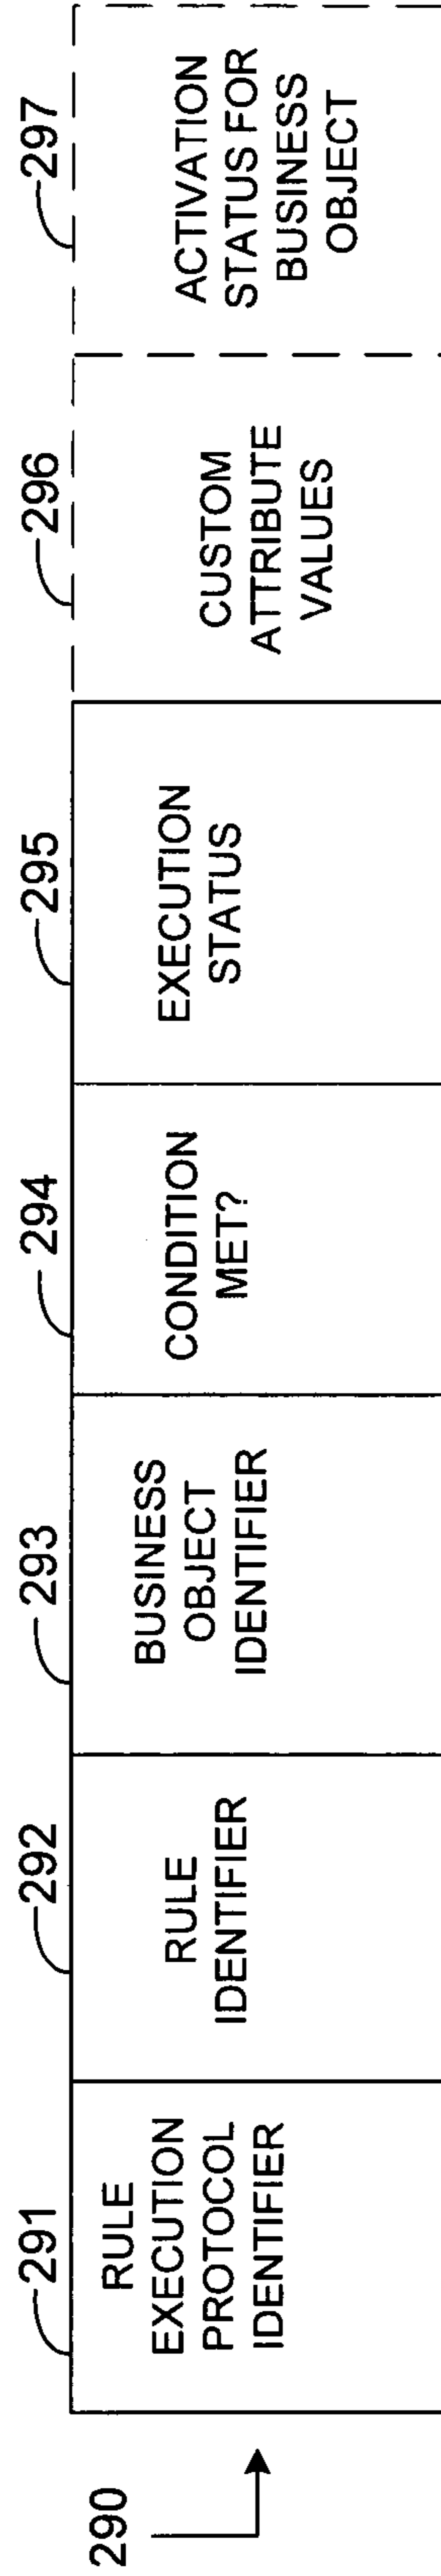 290
291
RULE
EXECUTION
PROTOCOL
IDENTIFIER
292
RULE
IDENTIFIER
293
BUSINESS
OBJECT
IDENTIFIER
294
CONDITION
MET?
295
EXECUTION
STATUS
296
CUSTOM
ATTRIBUTE
VALUES
297
ACTIVATION
STATUS FOR
BUSINESS
OBJECT